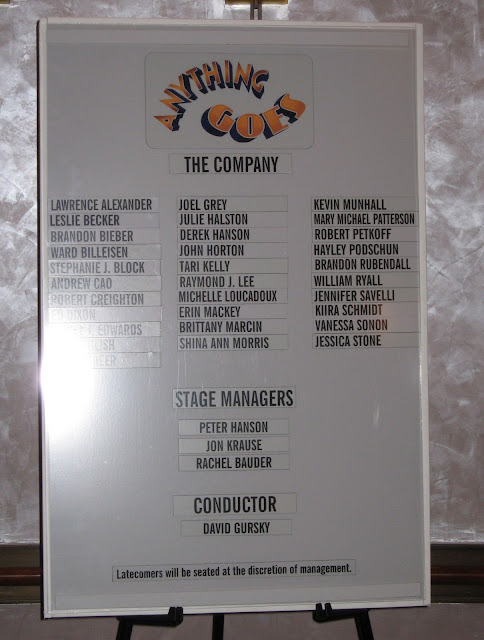 ANYTHING
GOES
THE COMPANY
LAWRENCE ALEXANDER
LESLIE BECKER
BRANDON BIEBER
WARD BILLEISEN
STEPHANIE J. BLOCK
ANDREW CAO
ROBERT CREIGHTON
ED DIXON
EDWARDS
JOEL GREY
JULIE HALSTON
DEREK HANSON
JOHN HORTON
TARI KELLY
RAYMOND J. LEE
MICHELLE LOUCADOUX
ERIN MACKEY
BRITTANY MARCIN
SHINA ANN MORRIS
KEVIN MUNHALL
MARY MICHAEL PATTERSON
ROBERT PETKOFF
HAYLEY PODSCHUN
BRANDON RUBENDALL
WILLIAM RYALL
JENNIFER SAVELLI
KIIRA SCHMIDT
VANESSA SONON
JESSICA STONE
STAGE MANAGERS
PETER HANSON
JON KRAUSE
RACHEL BAUDER
CONDUCTOR
DAVID GURSKY
Latecomers will be seated at the discretion of management.